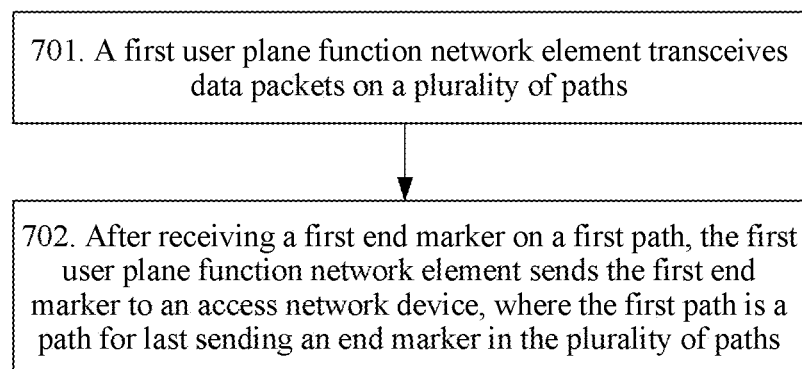 701. A first user plane function network element transceives
data packets on a plurality of paths
702. After receiving a first end marker on a first path, the first
user plane function network element sends the first end
marker to an access network device, where the first path is a
path for last sending an end marker in the plurality of paths